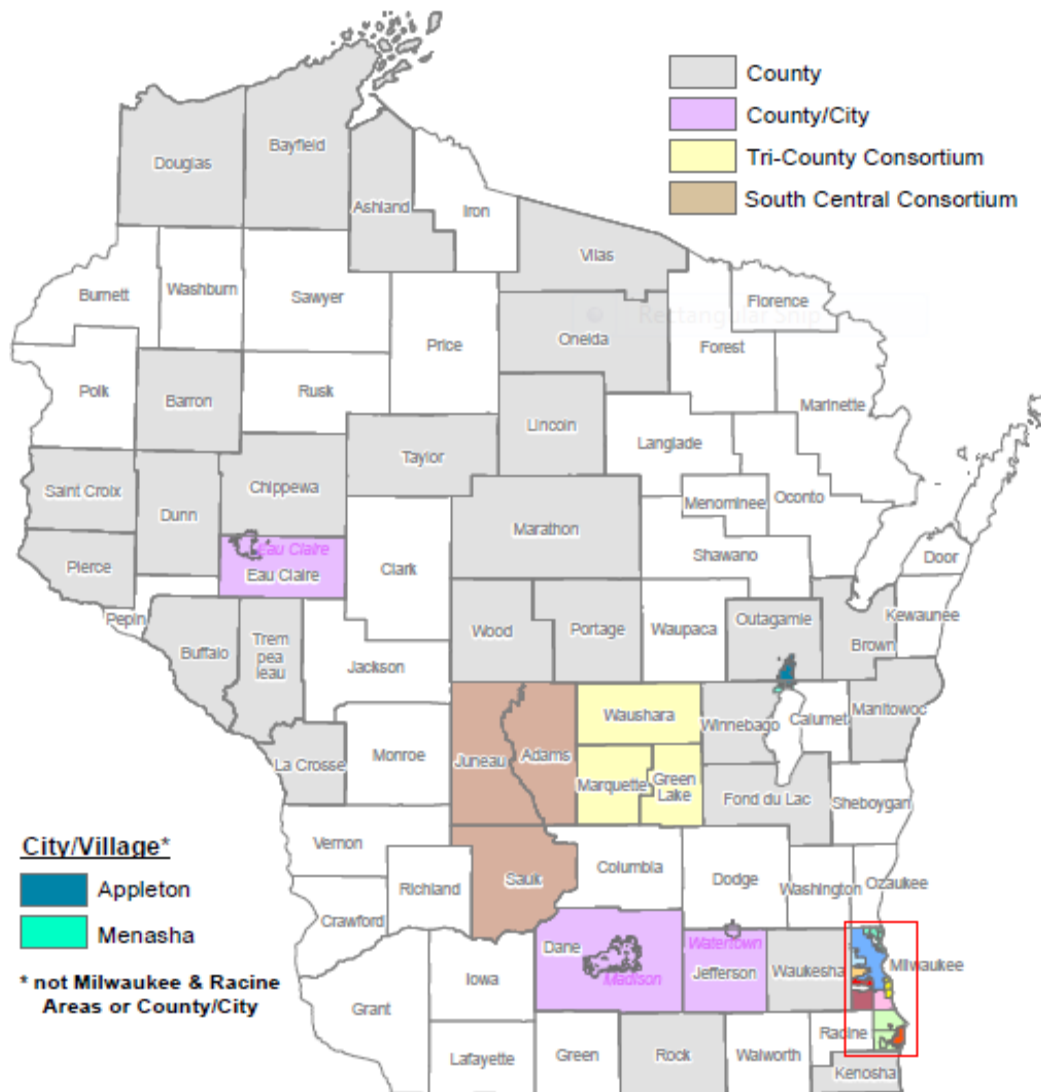 County
County/City
Tri-County Consortium
South Central Consortium
Douglas
Bayfield
Ashland
Iron
Vilas
Burnett
Washburn
Sawyer
Price
Oneida
Rectangular Snip
Florence
Forest
Polk
Barron
Rusk
Marinette
Lincoln
Langlade
Taylor
Saint Croix
Dunn
Chippewa
Menominee
Oconto
Marathon
Pierce
Eau Claire
Eau Claire
Clark
Shawano
Door
Pepin
Buffalo
Trem
pea
leau
Jackson
Wood
Portage
Waupaca
Outagamie
Brown
Kewaunee
La Crosse
Monroe
Juneau
Adams
Waushara
Marquette
Green
Lake
Winnebago
Calumet
Manitowoc
Fond du Lac
Sheboygan
Vernon
Richland
Sauk
Columbia
Dodge
Washington
Ozaukee
City/Village*
Appleton
Menasha
* not Milwaukee & Racine
Areas or County/City
Crawford
Grant
Iowa
Dane
Madison
Watertown
Jefferson
Waukesha
Milwaukee
Lafayette
Green
Rock
Walworth
Racine
Kenosha